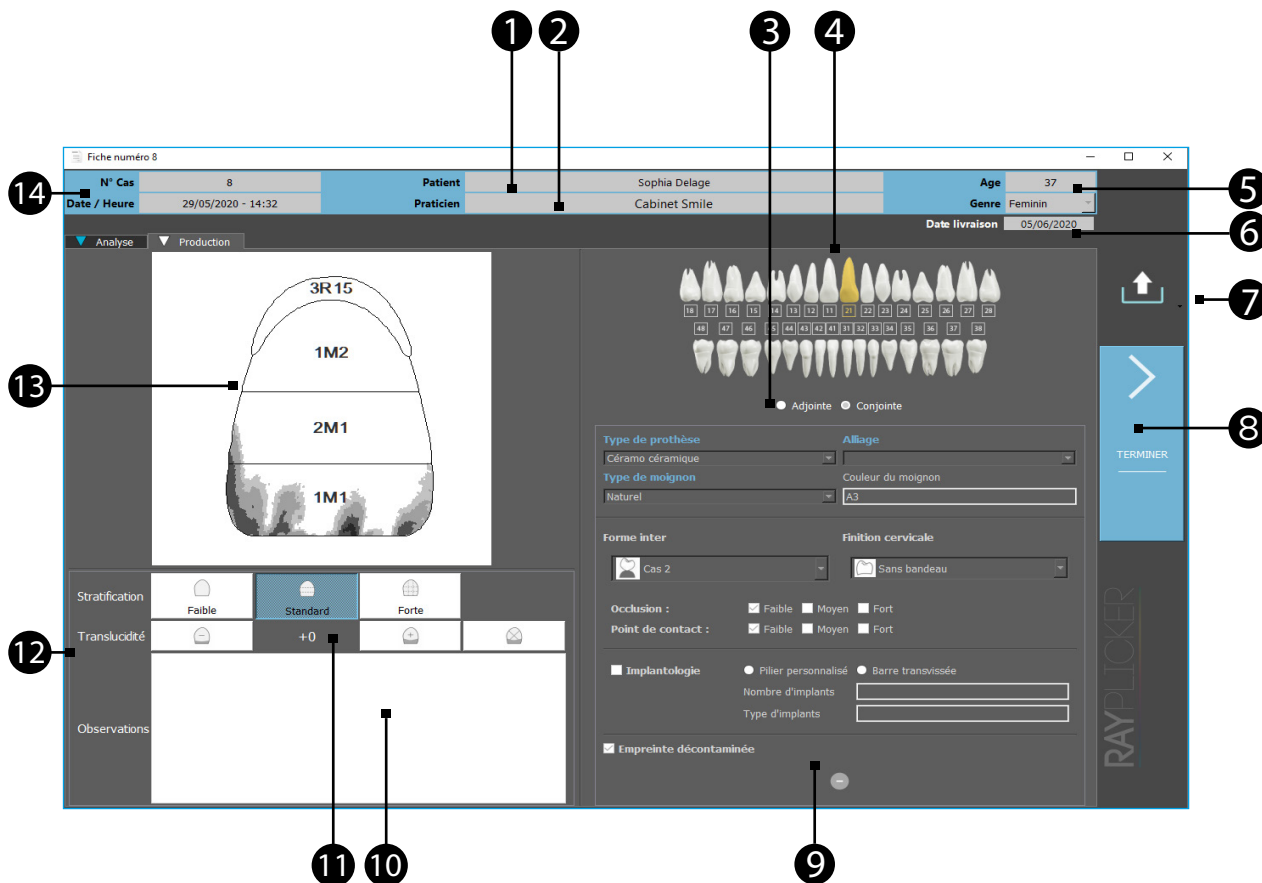 1 2 3 4
Fiche numéro 8
N° Cas 8 Patient Sophia Delage Age 37
14 5
Date / Heure 29/05/2020 - 14:32 Praticien Cabinet Smile Genre Feminin
Date livraison 05/06/2020
6
Analyse Production
3R15
18 17 16 15 14 13 12 11 21 22 23 24 25 26 27 28
7
48 47 46 45 44 43 42 41 31 32 33 34 35 36 37 38
1M2
13
Adjointe Conjointe
2M1
8
Type de prothèse Alliage
TERMINER
Céramo céramique
Type de moignon Couleur du moignon
1M1
Naturel A3
Forme inter Finition cervicale
Cas 2 Sans bandeau
Stratification
Faible Standard Forte
Occlusion : Faible Moyen Fort
Point de contact : Faible Moyen Fort
Translucidité +0
12
Implantologie Pilier personnalisé Barre transvissée
Nombre d'implants
Type d'implants
Observations
Empreinte décontaminée
RAYPLICKER
11 10 9